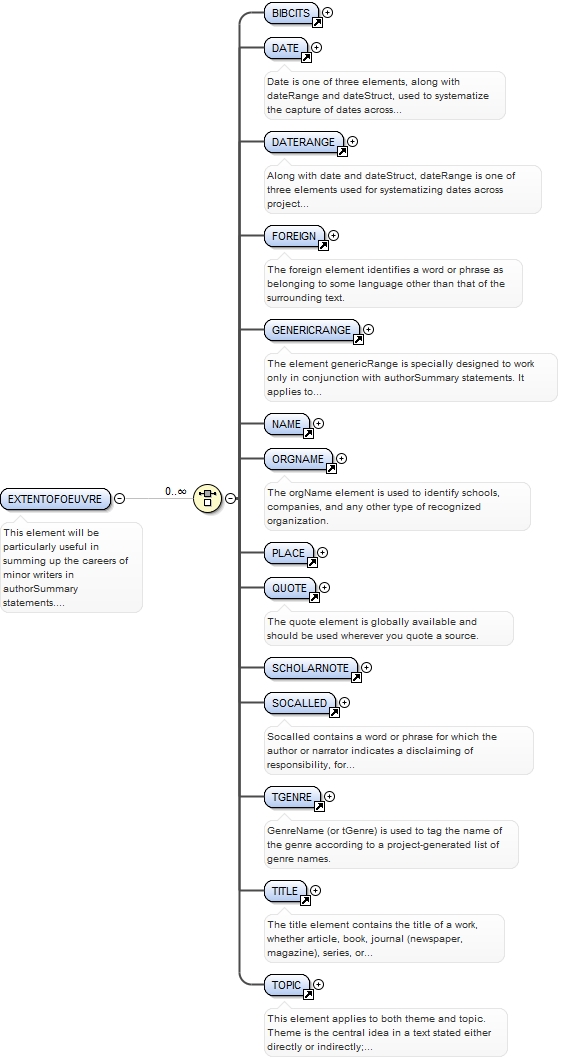 BIBCITS
DATE
Date is one of three elements, along with
dateRange and dateStruct, used to systematize
the capture of dates across...
DATERANGE
Along with date and dateStruct, dateRange is one of
three elements used for systematizing dates across
project...
FOREIGN
The foreign element identifies a word or phrase as
belonging to some language other than that of the
surrounding text.
GENERICRANGE
The element genericRange is specially designed to work
only in conjunction with authorSummary statements. It
applies to...
NAME
ORGNAME
The orgName element is used to identify schools,
companies, and any other type of recognized
organization.
EXTENTOFOEUVRE
0..∞
This element will be
particularly useful in
summing up the careers of
minor writers in
authorSummary
statements....
PLACE
QUOTE
The quote element is globally available and
should be used wherever you quote a source.
SCHOLARNOTE
SOCALLED
Socalled contains a word or phrase for which the
author or narrator indicates a disclaiming of
responsibility, for...
TGENRE
GenreName (or tGenre) is used to tag the name of
the genre according to a project-generated list of
genre names.
TITLE
The title element contains the title of a work,
whether article, book, journal (newspaper,
magazine), series, or...
TOPIC
This element applies to both theme and topic.
Theme is the central idea in a text stated either
directly or indirectly;...